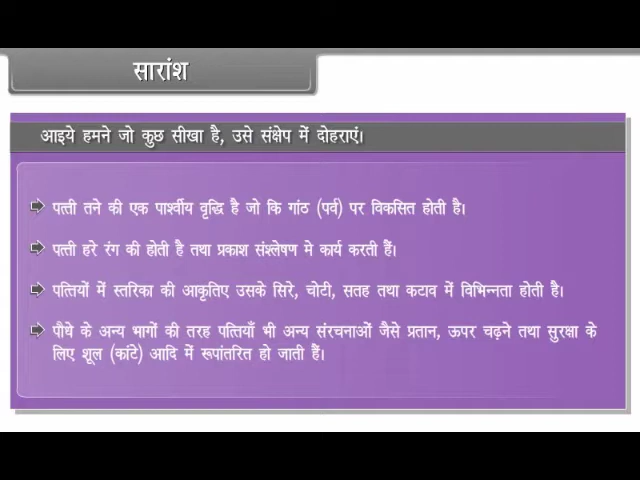 सारांश
आइये हमने जो कुछ सीखा है, उसे संक्षेप में दोहराएं।
पत्ती तने की एक पार्श्वीय वृद्धि है जो कि गांठ (पर्व) पर विकसित होती है।
पत्ती हरे रंग की होती है तथा प्रकाश संश्लेषण मे कार्य करती हैं।
पत्तियों में स्तरिका की आकृतिए उसके सिरे, चोटी, सतह तथा कटाव में विभिन्नता होती है।
पौधे के अन्य भागों की तरह पत्तियाँ भी अन्य संरचनाओं जैसे प्रतान, ऊपर चढ़ने तथा सुरक्षा के
लिए शूल (कांटे) आदि में रूपांतरित हो जाती हैं।